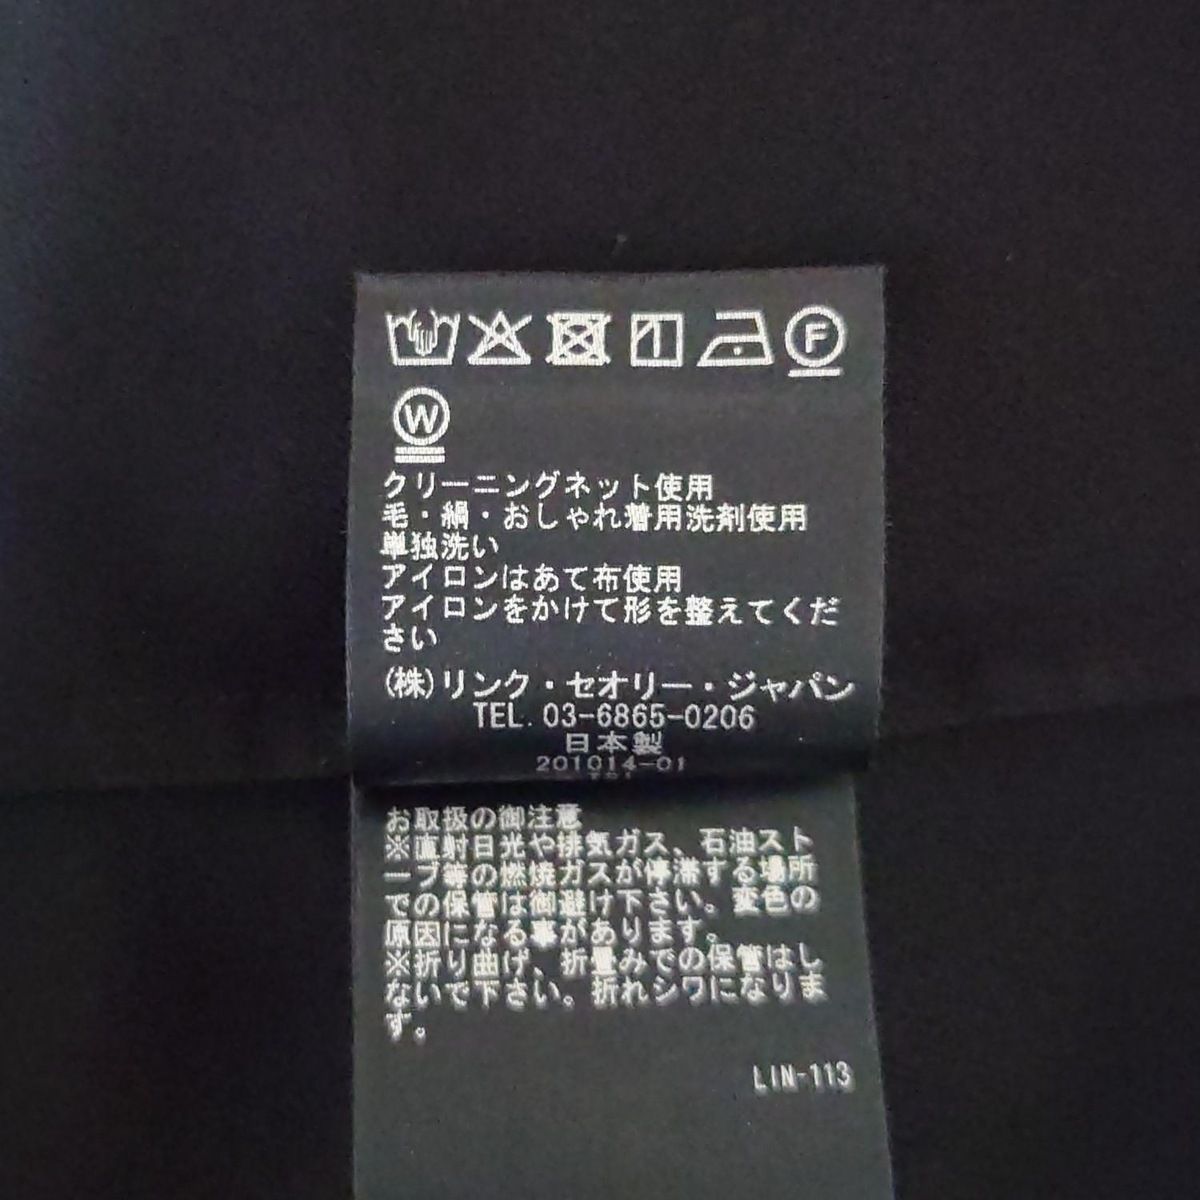 F
W
クリーニングネット使用
毛・絹・おしゃれ着用洗剤使用
単独洗い
アイロンはあて布使用
アイロンをかけて形を整えてくだ
さい
(株)リンク・セオリー・ジャパン
TEL. 03-6865-0206
日本製
201014-01
お取扱の御注意
※直射日光や排気ガス、石油スト
ーブ等の燃焼ガスが停滞する場所
での保管は御避け下さい。変色の
原因になる事があります。
※折り曲げ、折畳みでの保管はし
ないで下さい。折れシワになりま
す。
LIN-113